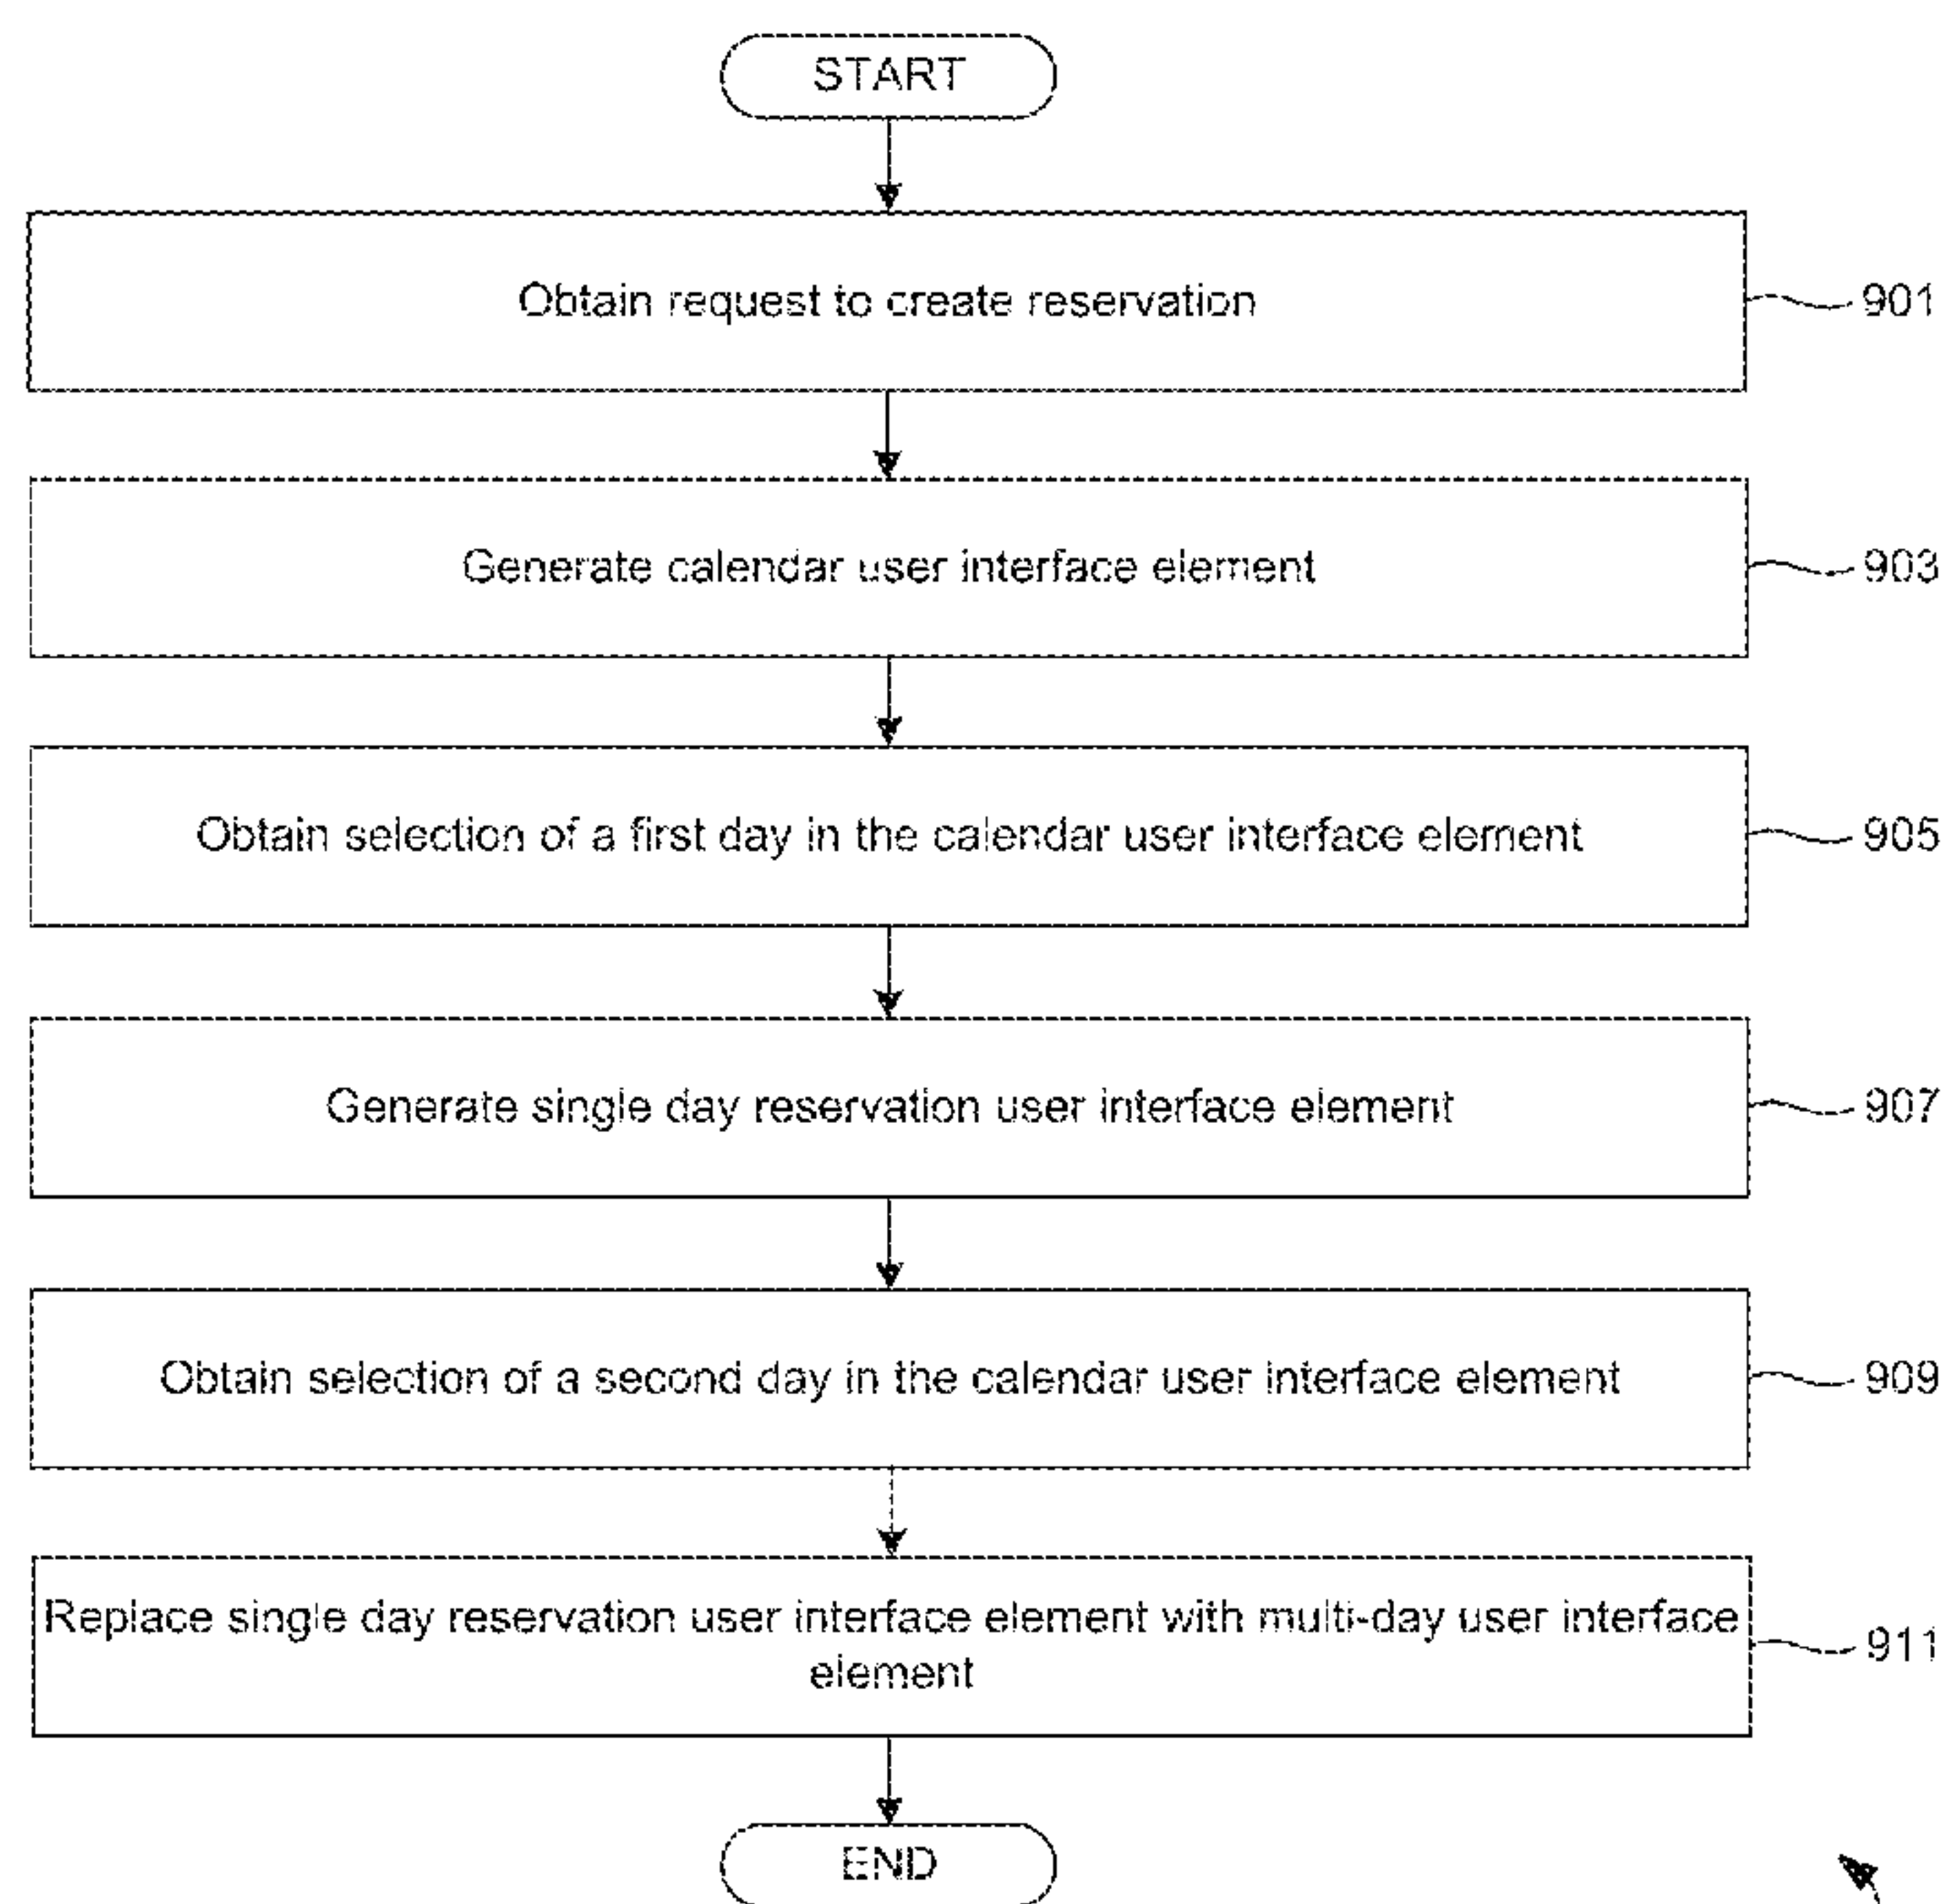 START
Obtain request to create reservation
901
Generate calendar user interface element
903
Obtain selection of a first day in the calendar user interface element
905
Generate single day reservation user interface element
907
Obtain selection of a second day in the calendar user interface element
909
Replace single day reservation user interface element with multi-day user interface
element
911
END